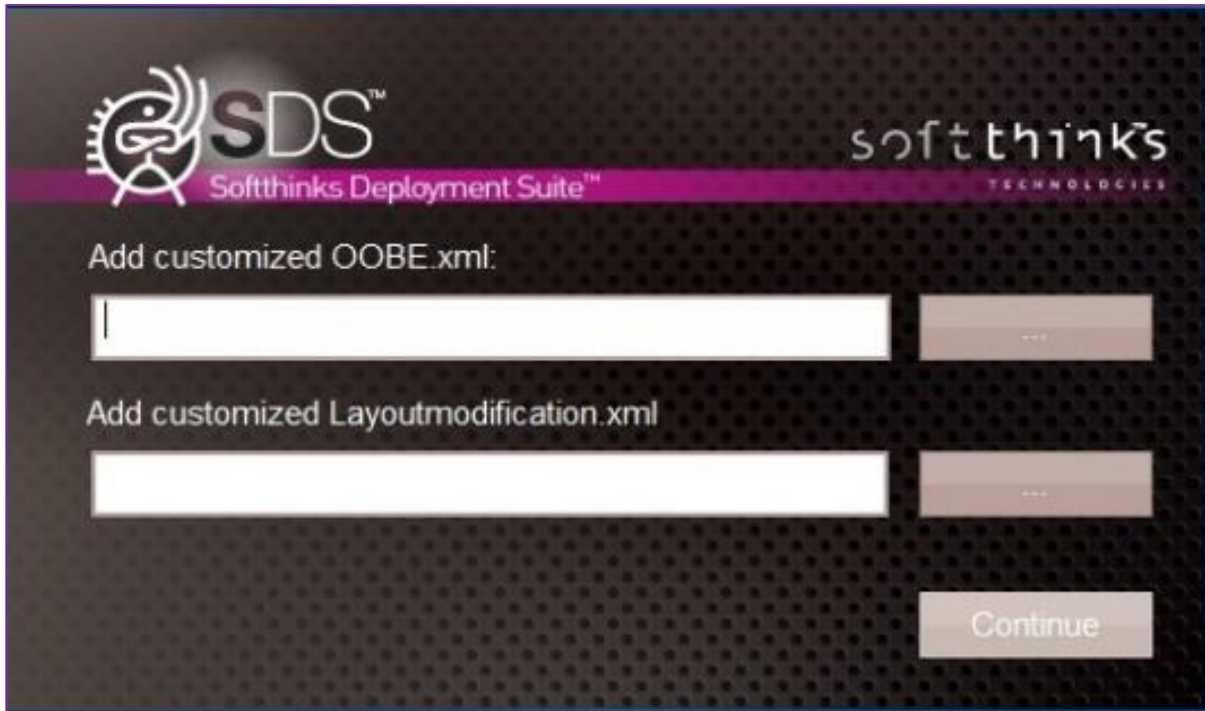 SDS™
softthinks
TECHNOLOGIES
Softthinks Deployment Suite™
Add customized OOBE.xml:
...
Add customized Layoutmodification.xml
...
Continue